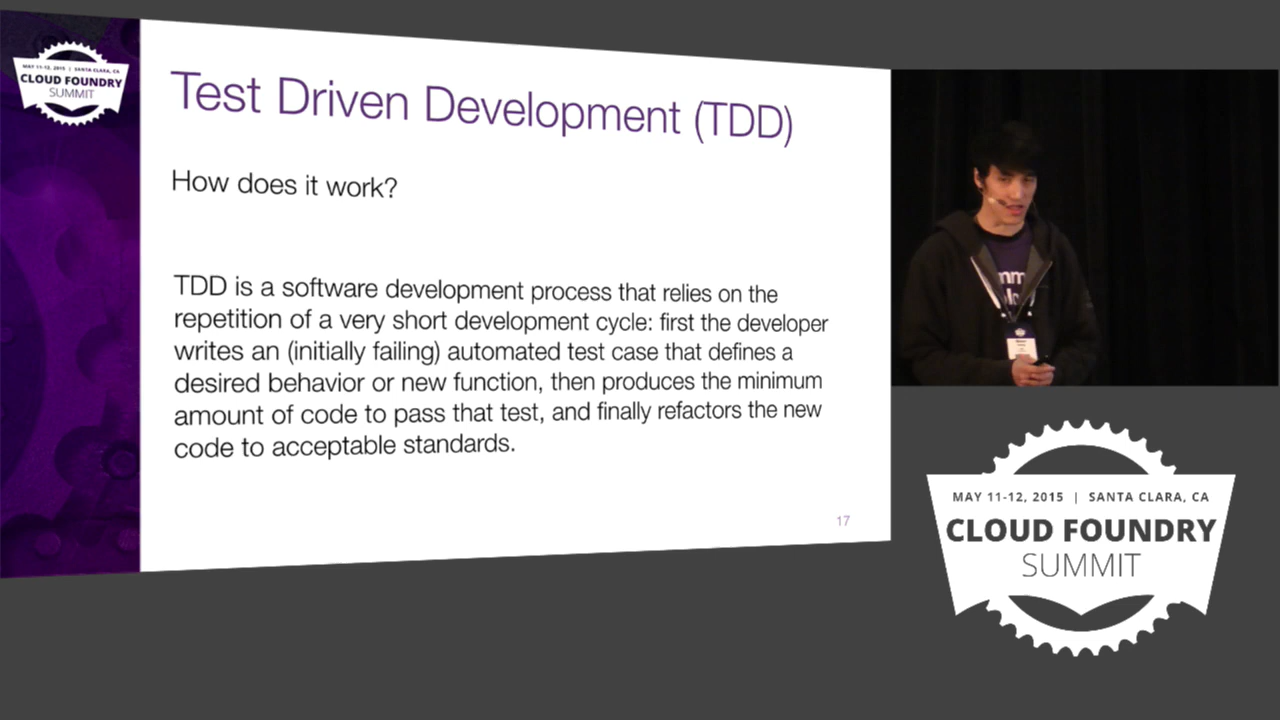 MAY 11-12, 2015 | SANTA CLARA, CA
CLOUD FOUNDRY
SUMMIT
Test Driven Development (TDD)
How does it work?
TDD is a software development process that relies on the
repetition of a very short development cycle: first the developer
writes an (initially failing) automated test case that defines a
desired behavior or new function, then produces the minimum
amount of code to pass that test, and finally refactors the new
code to acceptable standards.
17
MAY 11-12, 2015 | SANTA CLARA, CA
CLOUD FOUNDRY
SUMMIT